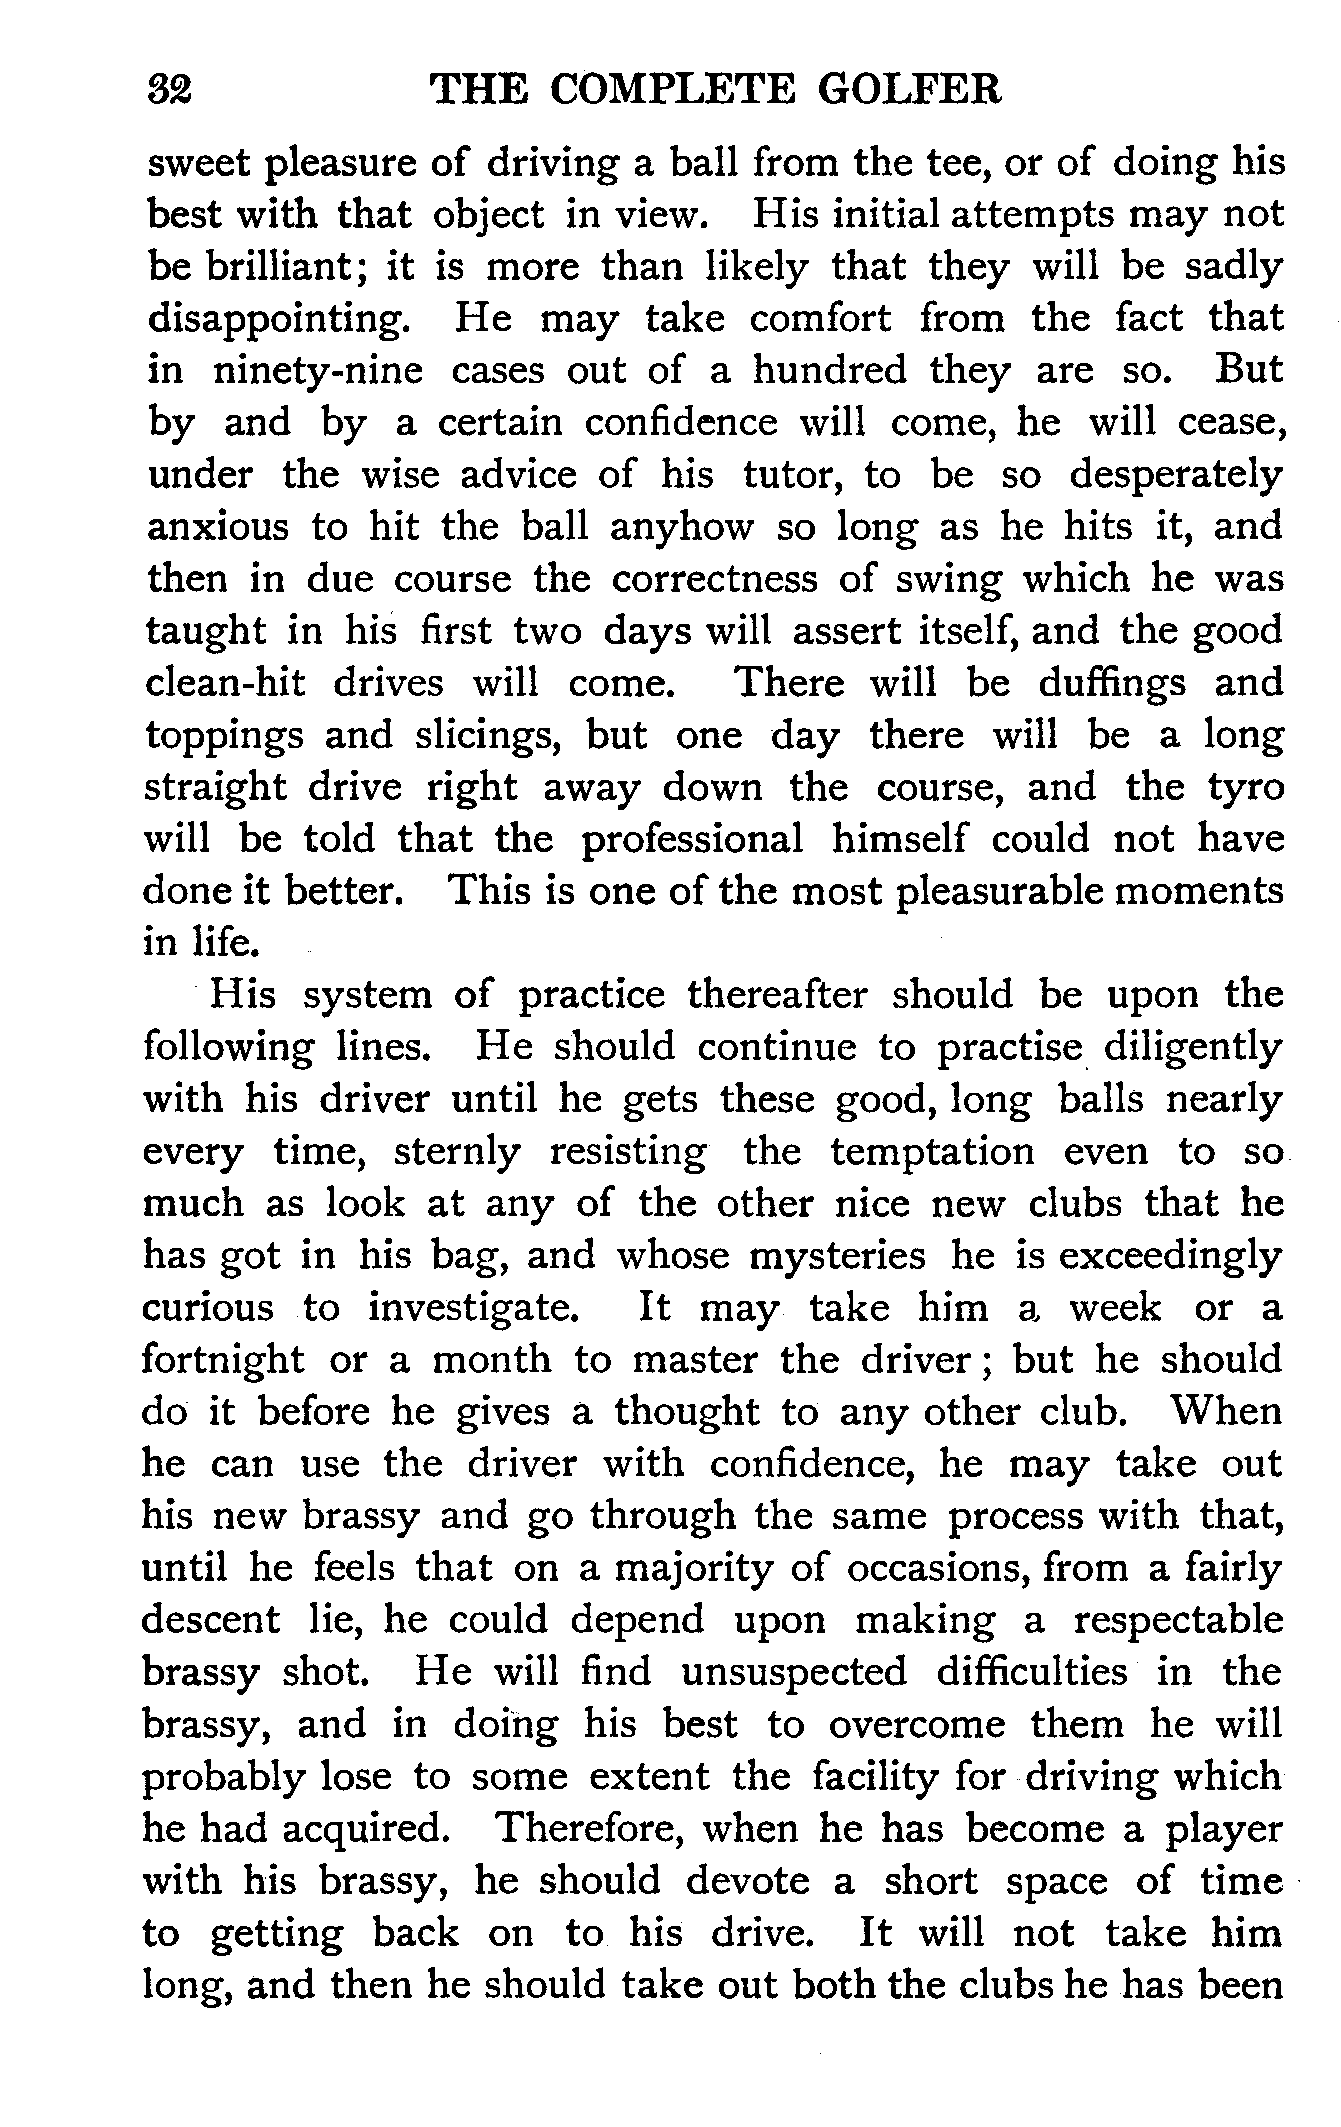 32 THE COMPLETE GOLFER
sweet pleasure of driving a ball from the tee, or of doing his
best with that object in view. His initial attempts may not
be brilliant; it is more than likely that they will be sadly
disappointing. He may take comfort from the fact that
in ninety-nine cases out of a hundred they are so. But
by and by a certain confidence will come, he will cease,
under the wise advice of his tutor, to be so desperately
anxious to hit the ball anyhow so long as he hits it, and
then in due course the correctness of swing which he was
taught in his first two days will assert itself, and the good
clean-hit drives will come. There will be duffings and
toppings and slicings, but one day there will be a long
straight drive right away down the course, and the tyro
will be told that the professional himself could not have
done it better. This is one of the most pleasurable moments
in life.
His system of practice thereafter should be upon the
following lines. He should continue to practise diligently
with his driver until he gets these good, long balls nearly
every time, sternly resisting the temptation even to so
much as look at any of the other nice new clubs that he
has got in his bag, and whose mysteries he is exceedingly
curious to investigate. It may take him a week or a
fortnight or a month to master the driver; but he should
do it before he gives a thought to any other club. When
he can use the driver with confidence, he may take out
his new brassy and go through the same process with that,
until he feels that on a majority of occasions, from a fairly
descent lie, he could depend upon making a respectable
brassy shot. He will find unsuspected difficulties in the
brassy, and in doing his best to overcome them he will
probably lose to some extent the facility for driving which
he had acquired. Therefore, when he has become a player
with his brassy, he should devote a short space of time
to getting back on to his drive. It will not take him
long, and then he should take out both the clubs he has been